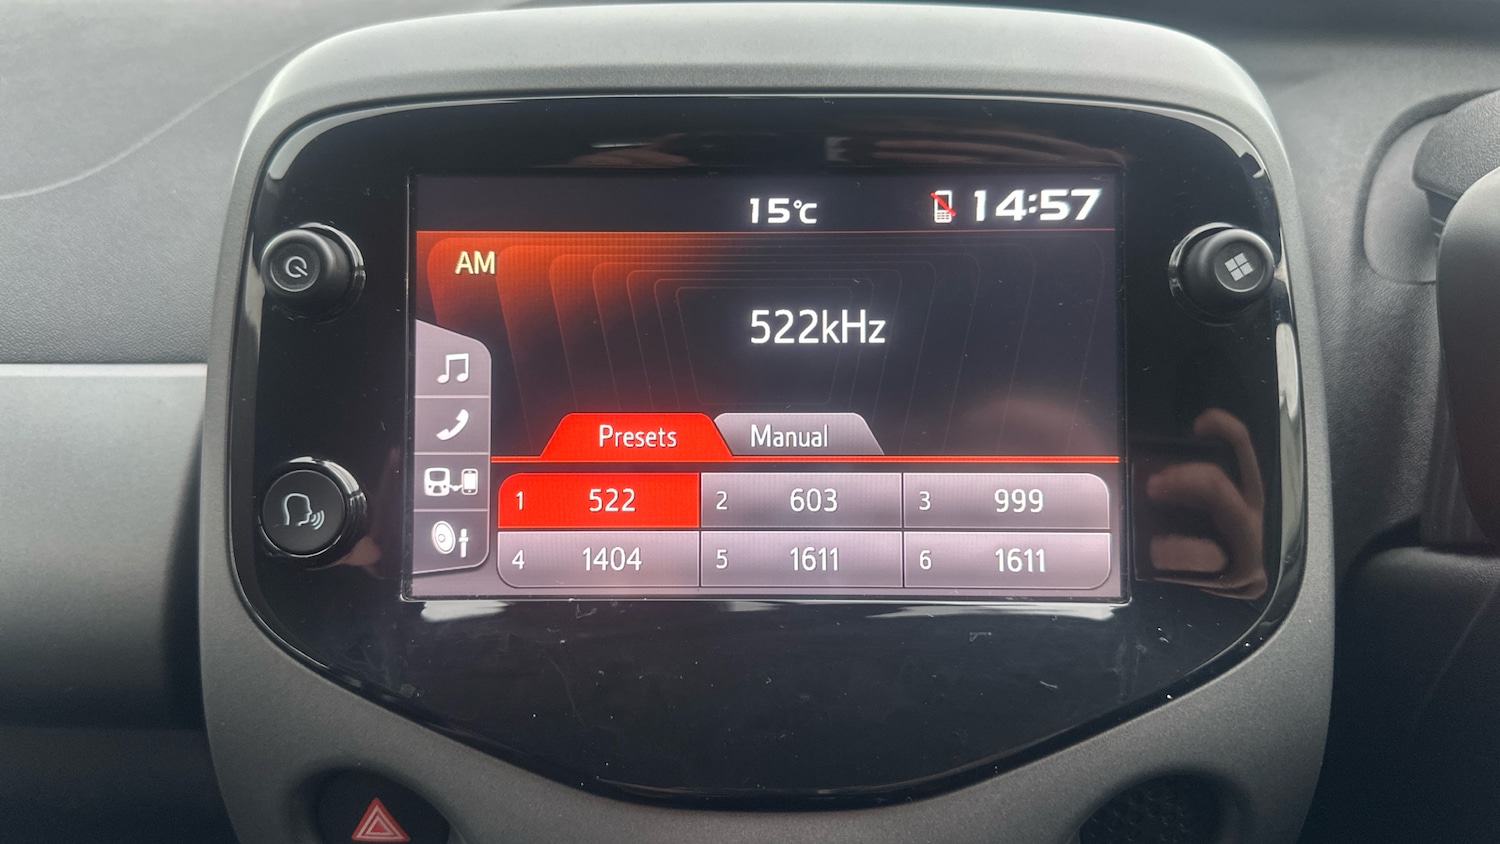 15°C 14:57
AM
522kHz
Presets Manual
1 522 2 603 3 999
4 1404 5 1611 6 1611